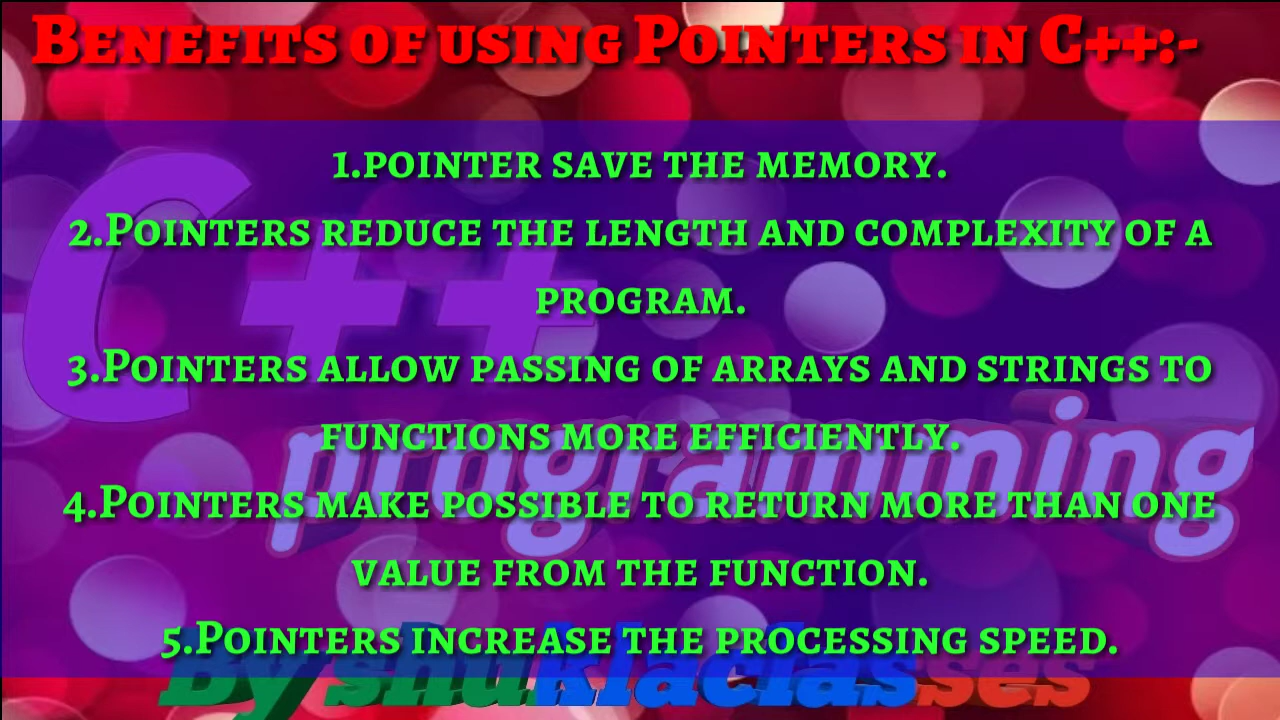 Benefits of using Pointers in C++:-
1.pointer save the memory.
2.Pointers reduce the length and complexity of a
program.
3.Pointers allow passing of arrays and strings to
functions more efficiently.
4.Pointers make possible to return more than one
value from the function.
5.Pointers increase the processing speed.
C++
programming
By shuklaclasses